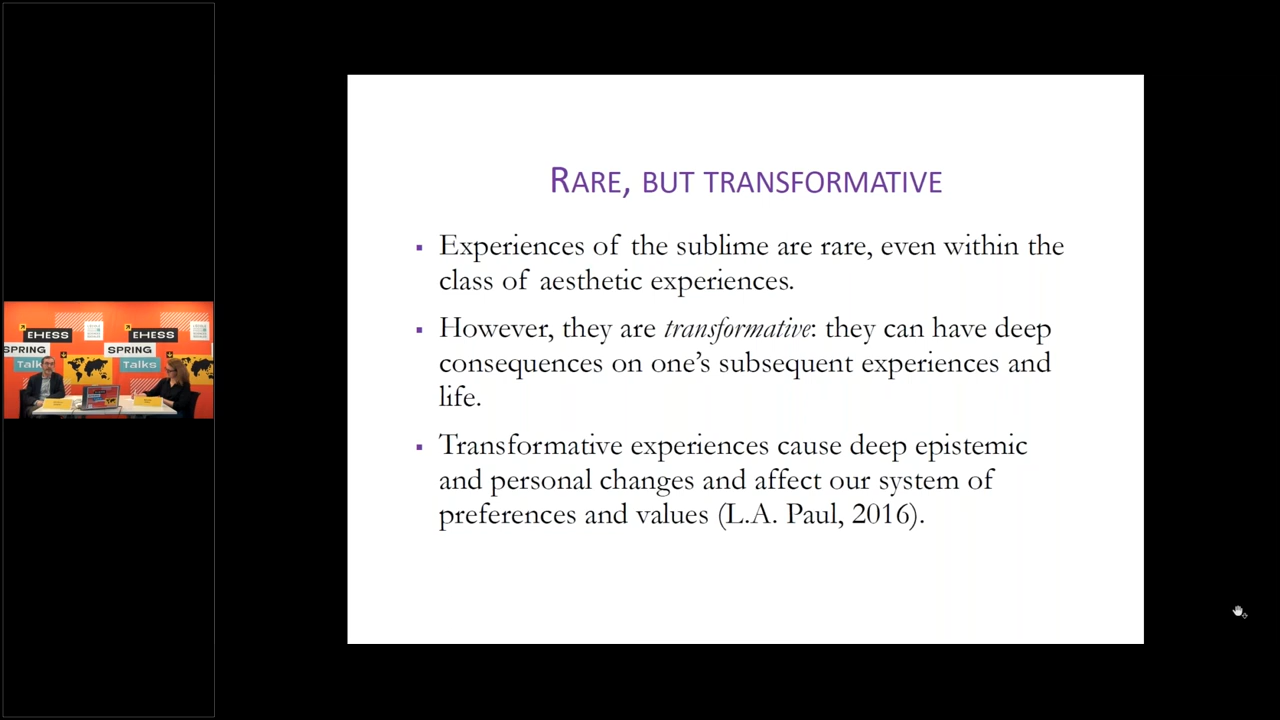 RARE, BUT TRANSFORMATIVE
▪ Experiences of the sublime are rare, even within the
class of aesthetic experiences.
▪ However, they are transformative: they can have deep
consequences on one's subsequent experiences and
life.
▪ Transformative experiences cause deep epistemic
and personal changes and affect our system of
preferences and values (L.A. Paul, 2016).
EHESS
EHESS
SPRING
SPRING
Talks
Talks